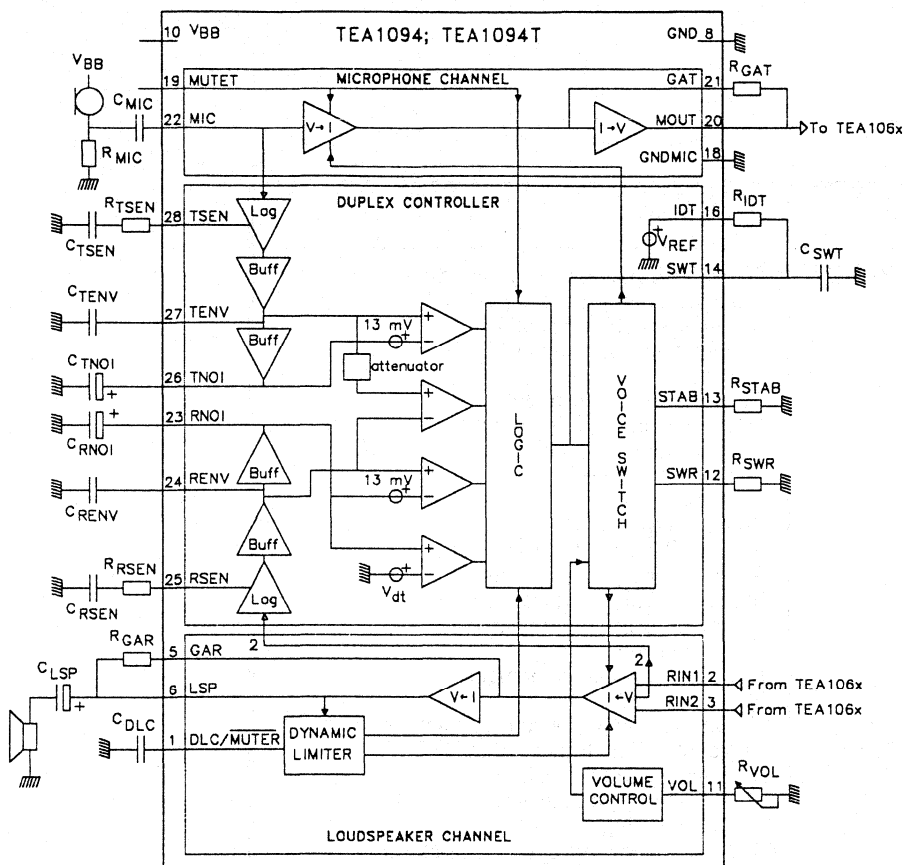 10 VBB TEA1094; TEA1094T GND 8
VBB
19 MUTET MICROPHONE CHANNEL GAT 21 RGAT
CMIC
22 MIC V→I I→V MOUT 20 To TEA106x
RMIC
GNDMIC 18
RTSEN
28 TSEN Log DUPLEX CONTROLLER IDT 16 RIDT
CTSEN
VREF
CSWT
SWT 14
Buff
CTENV
27 TENV
13 mV + + −
Buff
attenuator
CTNOI
26 TNOI
+
+ −
STAB 13 RSTAB
23 RNOI
+
CRNOI
LOGIC
VOICE SWITCH
Buff
24 RENV
CRENV
13 mV + + −
SWR 12 RSWR
Buff
RRSEN
25 RSEN Log
CRSEN
+ −
+
Vdt
RGAR
5 GAR
2
2
CLSP
6 LSP V←I I←V RIN1 2 From TEA106x
+
RIN2 3 From TEA106x
CDLC
1 DLC/MUTER DYNAMIC LIMITER
VOLUME CONTROL VOL 11 RVOL
LOUDSPEAKER CHANNEL